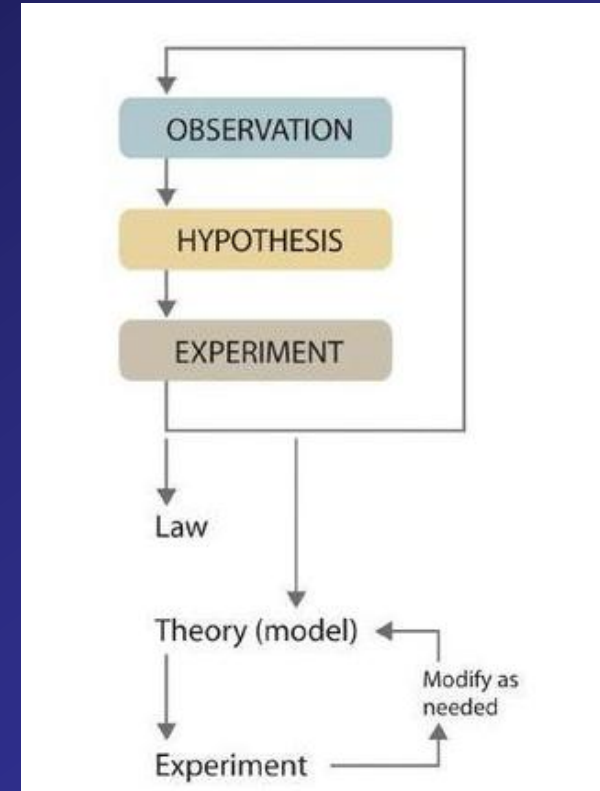 OBSERVATION
HYPOTHESIS
EXPERIMENT
Law
Theory (model)
Modify as
needed
Experiment